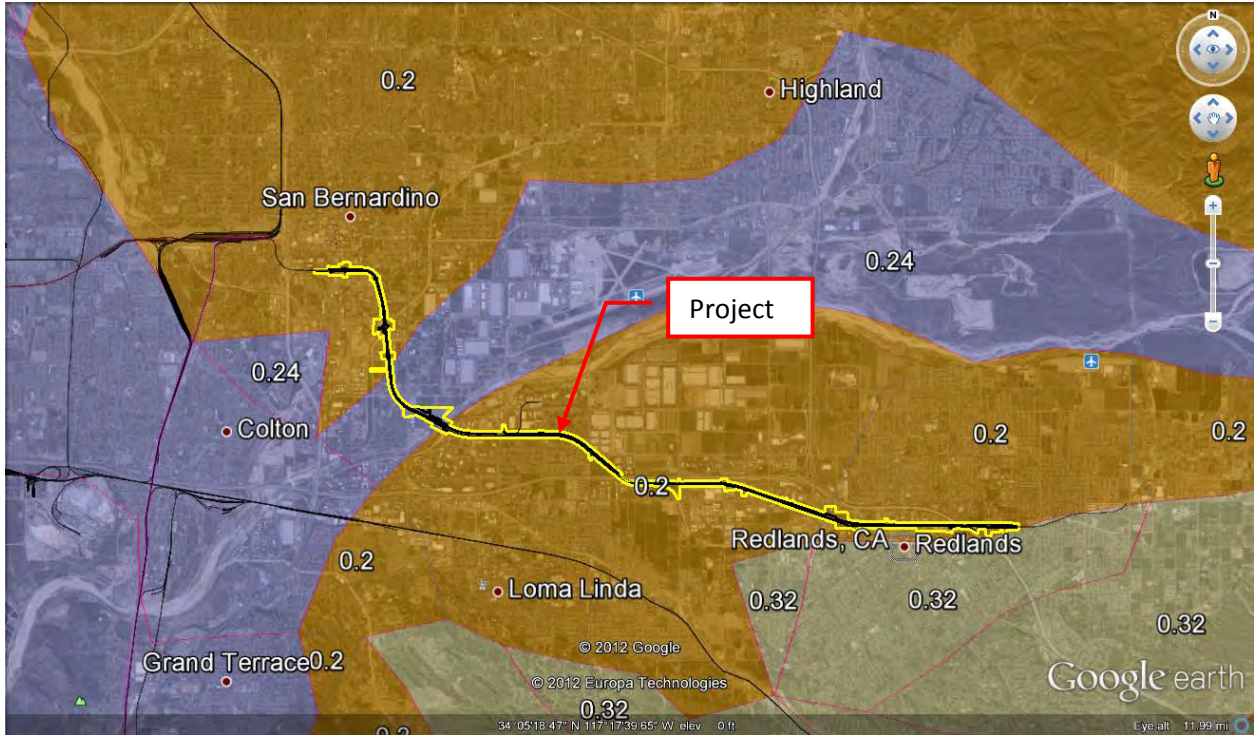 N
0.2
Highland
San Bernardino
0.24
Project
0.24
Colton
0.2
0.2
0.2
Redlands, CA
Redlands
0.2
Loma Linda
0.32
0.32
0.32
© 2012 Google
Grand Terrace
0.2
Google earth
© 2012 Europa Technologies
0.32
0.2
34°05'18.47" N 117°17'39.65" W elev 0 ft
Eye alt 11.99 mi